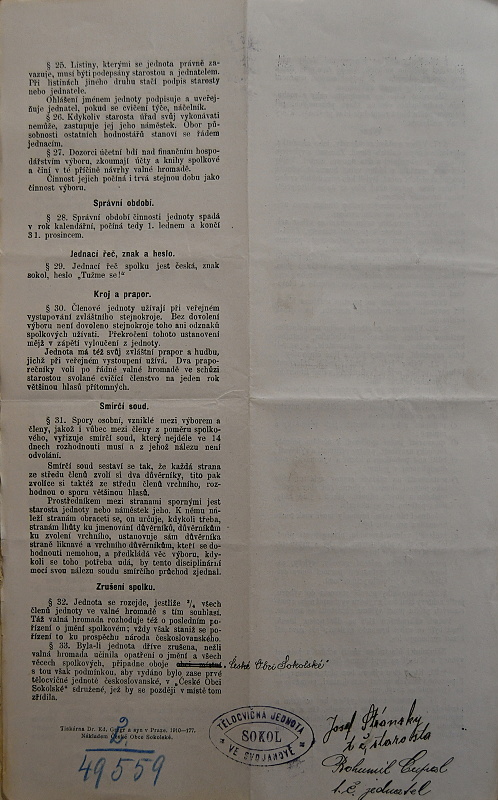 § 25. Listiny, kterými se jednota právně za-
vazuje, musí býti podepsány starostou a jednatelem.
Při listinách jiného druhu stačí podpis starosty
nebo jednatele.
Ohlášení jménem jednoty podpisuje a uveřej-
ňuje jednatel, pokud se cvičení týče, náčelník.
§ 26. Kdykoliv starosta úřad svůj vykonávati
nemůže, zastupuje jej jeho náměstek. Obor pů-
sobnosti ostatních hodnostářů stanoví se řádem
jednacím.
§ 27. Dozorci účetní bdí nad finančním hospo-
dářstvím výboru, zkoumají účty a knihy spolkové
a činí v té příčině návrhy valné hromadě.
Činnost jejich počíná i trvá stejnou dobu jako
činnost výboru.
Správní období.
§ 28. Správní období činnosti jednoty spadá
v rok kalendářní, počíná tedy 1. lednem a končí
31. prosincem.
Jednací řeč, znak a heslo.
§ 29. Jednací řeč spolku jest česká, znak
sokol, heslo „Tužme se!"
Kroj a prapor.
§ 30. Členové jednoty užívají při veřejném
vystupování zvláštního stejnokroje. Bez dovolení
výboru není dovoleno stejnokroje toho ani odznaků
spolkových užívati. Překročení tohoto ustanovení
mějž v zápětí vyloučení z jednoty.
Jednota má též svůj zvláštní prapor a hudbu,
jichž při veřejném vystoupení užívá. Dva prapo-
rečníky volí po řádné valné hromadě ve schůzi
starostou svolané cvičící členstvo na jeden rok
většinou hlasů přítomných.
Smírčí soud.
§ 31. Spory osobní, vzniklé mezi výborem a
členy, jakož i vůbec mezi členy z poměru spolko-
vého, vyřizuje smírčí soud, který nejdéle ve 14
dnech rozhodnouti musí a z jehož nálezu není
odvolání.
Smírčí soud sestaví se tak, že každá strana
ze středu členů zvolí si dva důvěrníky, tito pak
zvolíce si taktéž ze středu členů vrchního, roz-
hodnou o sporu většinou hlasů.
Prostředníkem mezi stranami spornými jest
starosta jednoty nebo náměstek jeho. K němu ná-
leží stranám obraceti se, on určuje, kdykoli třeba,
stranám lhůty ku jmenování důvěrníků, důvěrníkům
ku zvolení vrchního, ustanovuje sám důvěrníka
straně liknavé a vrchního důvěrníkům, kteří se do-
hodnouti nemohou, a předkládá věc výboru, kdy-
koli se toho potřeba udá, by tento disciplinární
mocí svou nálezu soudu smírčího průchod zjednal.
Zrušení spolku.
§ 32. Jednota se rozejde, jestliže ²/₃ všech
členů jednoty ve valné hromadě s tím souhlasí.
Táž valná hromada rozhoduje též o posledním po-
řízení o jmění spolkovém; vždy však staniž se po-
řízení to ku prospěchu národa československého.
§ 33. Byla-li jednota dříve zrušena, nežli
valná hromada učinila opatření o jmění a všech
věcech spolkových, připadne oboje České Obci Sokolské
s tou však podmínkou, aby vydáno bylo zase prvé
tělocvičné jednotě československé, v „České Obci
Sokolské" sdružené, jež by se později v místě tom
zřídila.
Tiskárna Dr. Ed. Grégr a syn v Praze. 1910—177.
Nákladem České Obce Sokolské.
2.
49559
TĚLOCVIČNÁ JEDNOTA
SOKOL
VE SVOJANOVĚ
Josef
t. č. starosta
Bohumil
t. č. jednatel